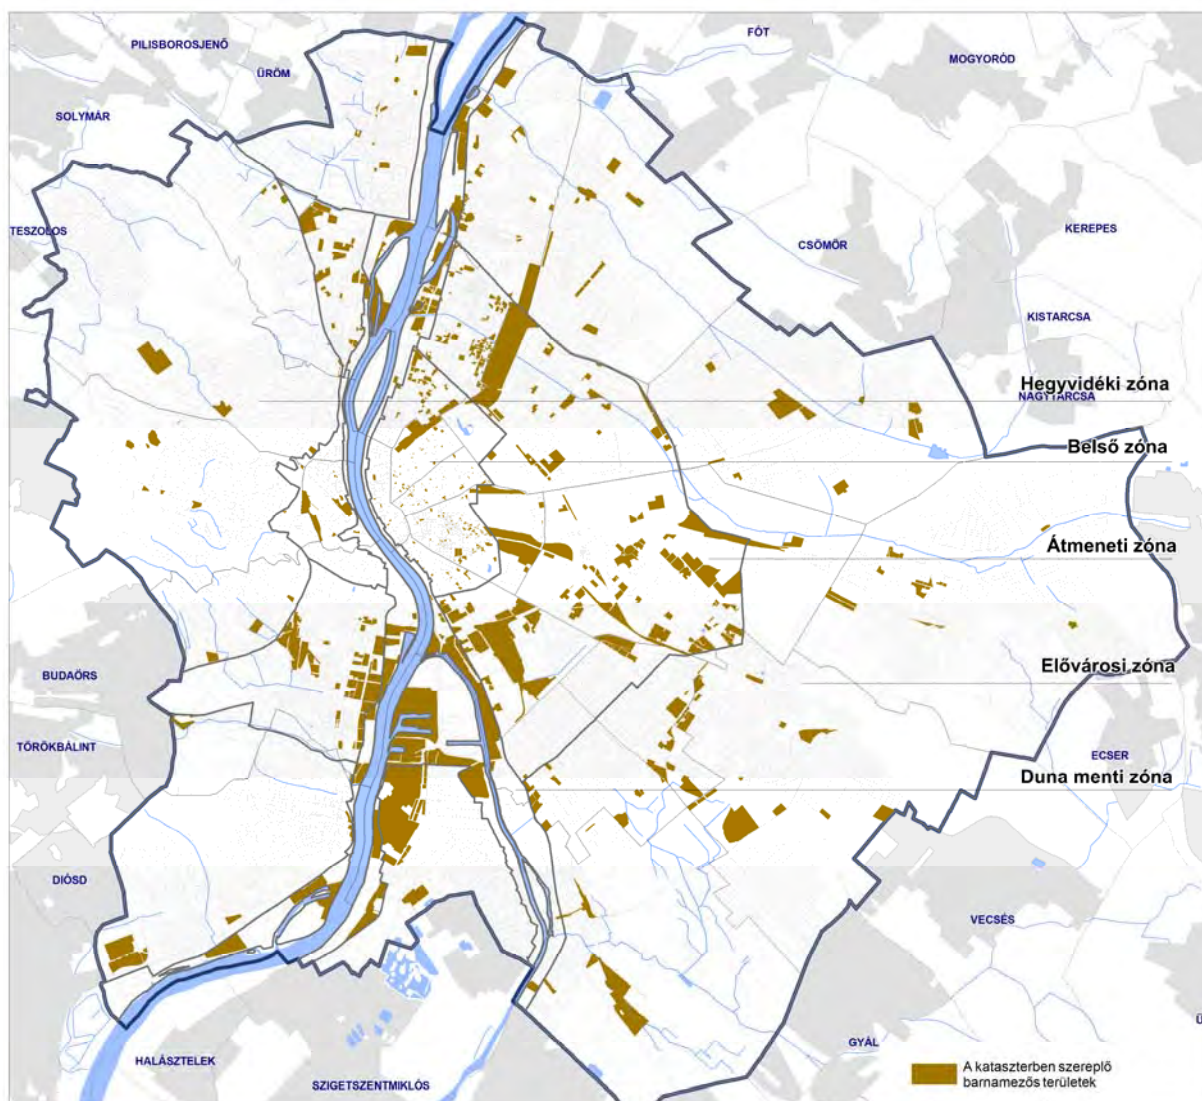 PILISBOROSJENŐ
FÓT
MOGYORÓD
ÜRÖM
SOLYMÁR
TESZOLOS
CSÖMÖR
KEREPES
KISTARCSA
Hegyvidéki zóna
NAGYTARCSA
Belső zóna
Átmeneti zóna
Elővárosi zóna
BUDAÖRS
TÖRÖKBÁLINT
ECSER
Duna menti zóna
DIÓSD
VECSÉS
Ü
GYÁL
HALÁSZTELEK
SZIGETSZENTMIKLÓS
A kataszterben szereplő
barnamezős területek